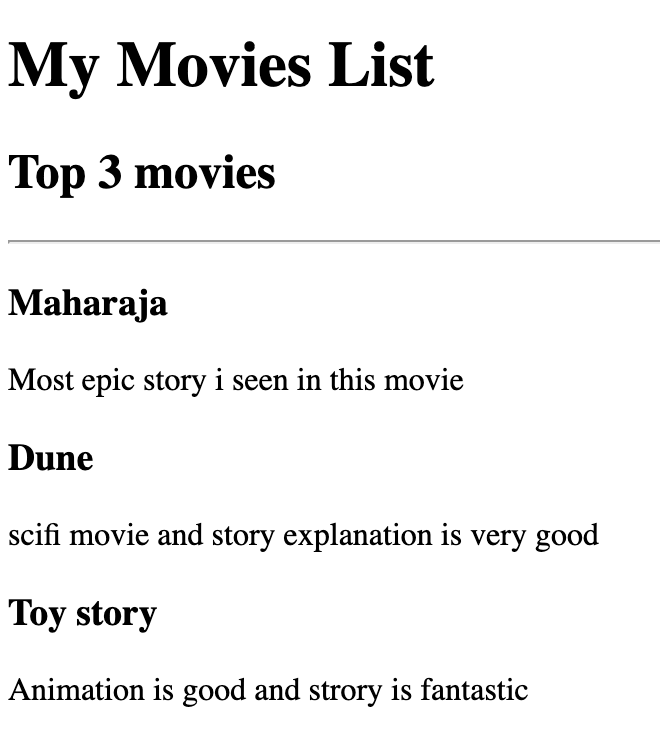 My Movies List
Top 3 movies
Maharaja
Most epic story i seen in this movie
Dune
scifi movie and story explanation is very good
Toy story
Animation is good and strory is fantastic